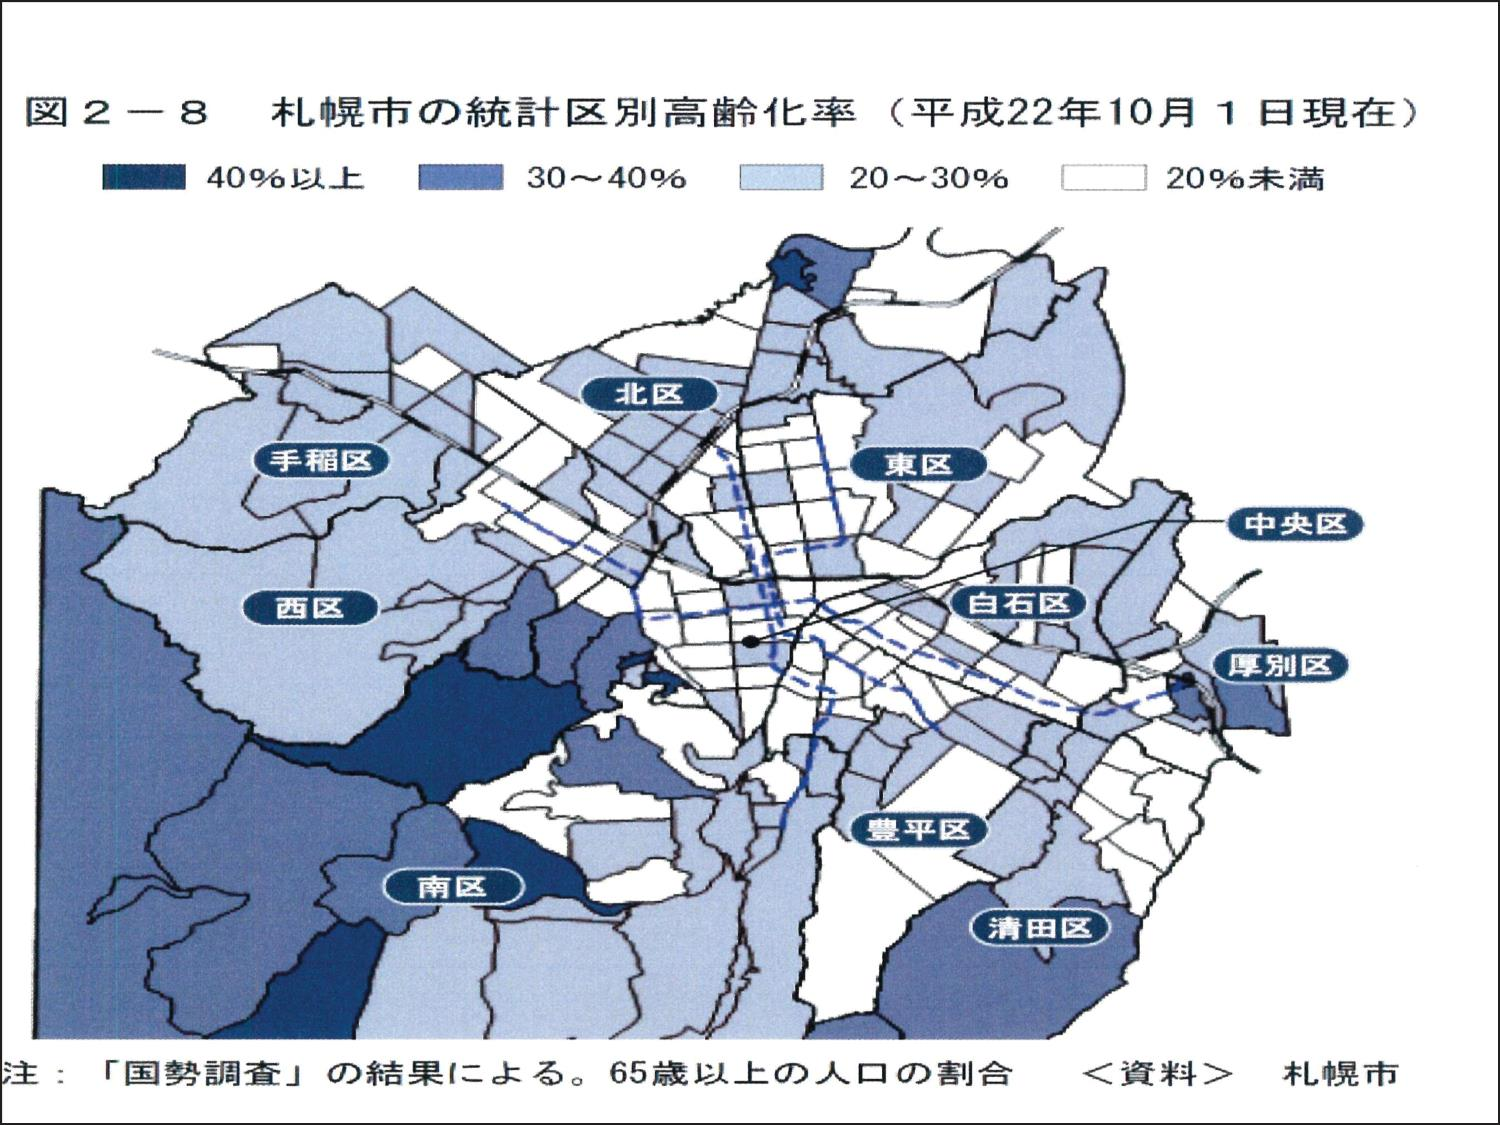 図２－８　札幌市の統計区別高齢化率（平成22年10月１日現在）
40%以上　30～40%　20～30%　20%未満
北区
手稲区
東区
中央区
白石区
西区
厚別区
豊平区
南区
清田区
注：「国勢調査」の結果による。65歳以上の人口の割合　＜資料＞　札幌市